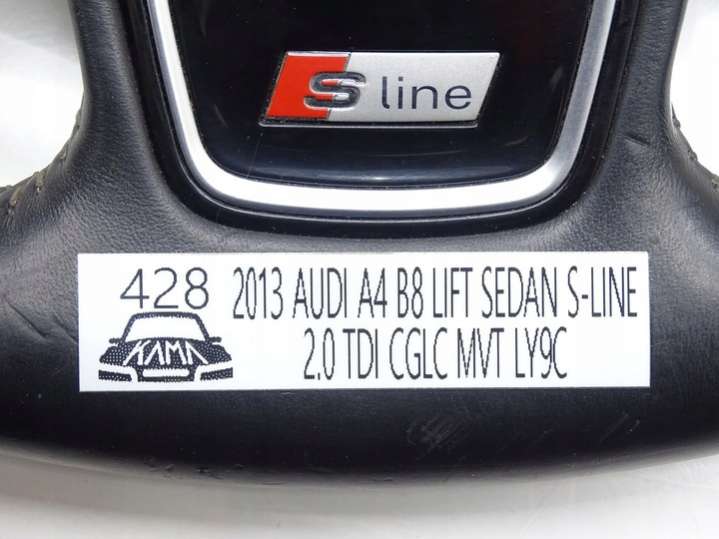 S line
428
KAMA
2013 AUDI A4 B8 LIFT SEDAN S-LINE
2.0 TDI CGLC MVT LY9C